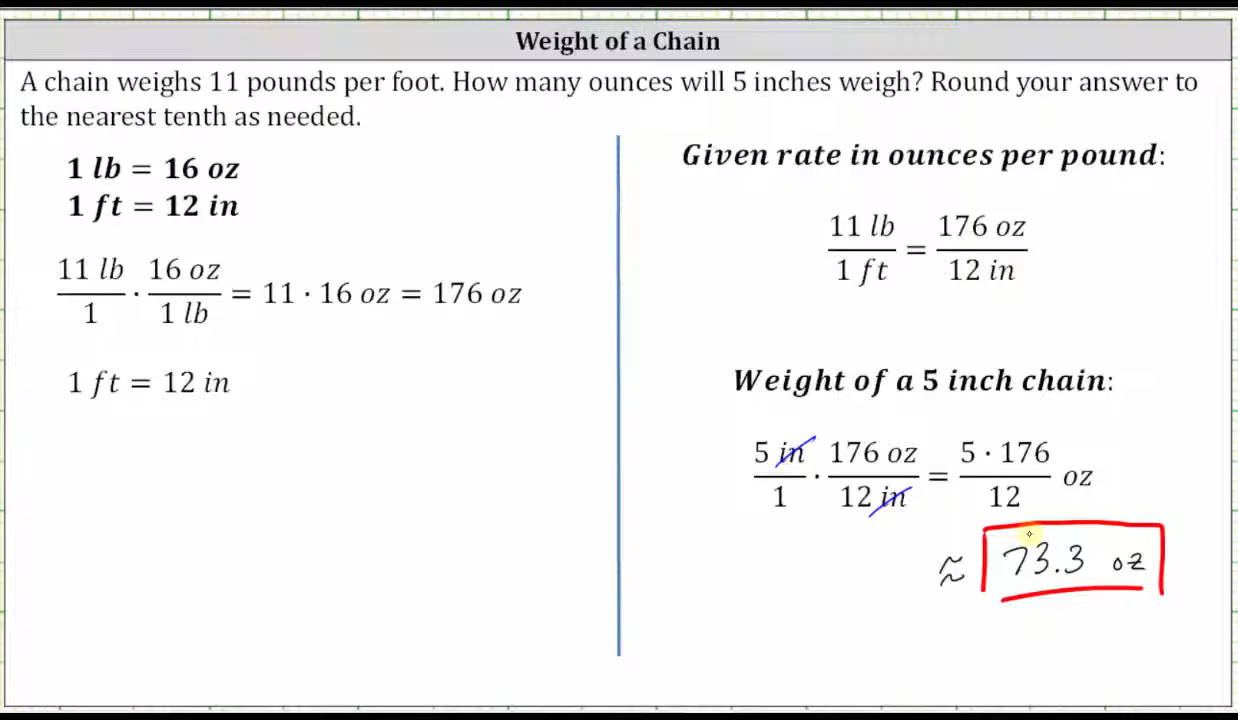 Weight of a Chain
A chain weighs 11 pounds per foot. How many ounces will 5 inches weigh? Round your answer to
the nearest tenth as needed.
1 lb = 16 oz
1 ft = 12 in
11 lb / 1 · 16 oz / 1 lb = 11 · 16 oz = 176 oz
1 ft = 12 in
Given rate in ounces per pound:
11 lb / 1 ft = 176 oz / 12 in
Weight of a 5 inch chain:
5 in / 1 · 176 oz / 12 in = 5 · 176 / 12 oz
≈ 73.3 oz